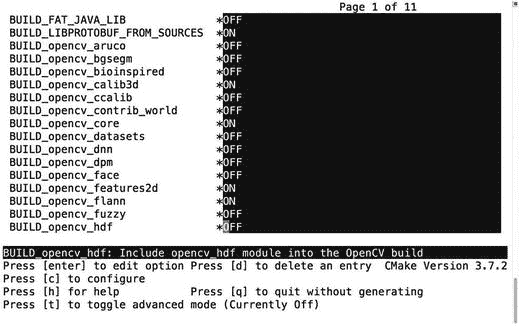 Page 1 of 11
BUILD_FAT_JAVA_LIB *OFF
BUILD_LIBPROTOBUF_FROM_SOURCES *ON
BUILD_opencv_aruco *OFF
BUILD_opencv_bgsegm *OFF
BUILD_opencv_bioinspired *OFF
BUILD_opencv_calib3d *ON
BUILD_opencv_ccalib *OFF
BUILD_opencv_contrib_world *OFF
BUILD_opencv_core *ON
BUILD_opencv_datasets *OFF
BUILD_opencv_dnn *OFF
BUILD_opencv_dpm *OFF
BUILD_opencv_face *OFF
BUILD_opencv_features2d *ON
BUILD_opencv_flann *ON
BUILD_opencv_fuzzy *OFF
BUILD_opencv_hdf *OFF
BUILD_opencv_hdf: Include opencv_hdf module into the OpenCV build
Press [enter] to edit option Press [d] to delete an entry CMake Version 3.7.2
Press [c] to configure
Press [h] for help Press [q] to quit without generating
Press [t] to toggle advanced mode (Currently Off)